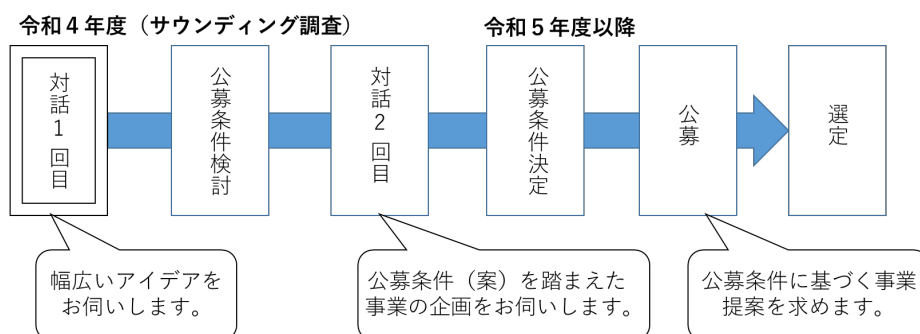 令和4年度（サウンディング調査）
令和5年度以降
対話1回目
公募条件検討
対話2回目
公募条件決定
公募
選定
幅広いアイデアを
お伺いします。
公募条件（案）を踏まえた
事業の企画をお伺いします。
公募条件に基づく事業
提案を求めます。